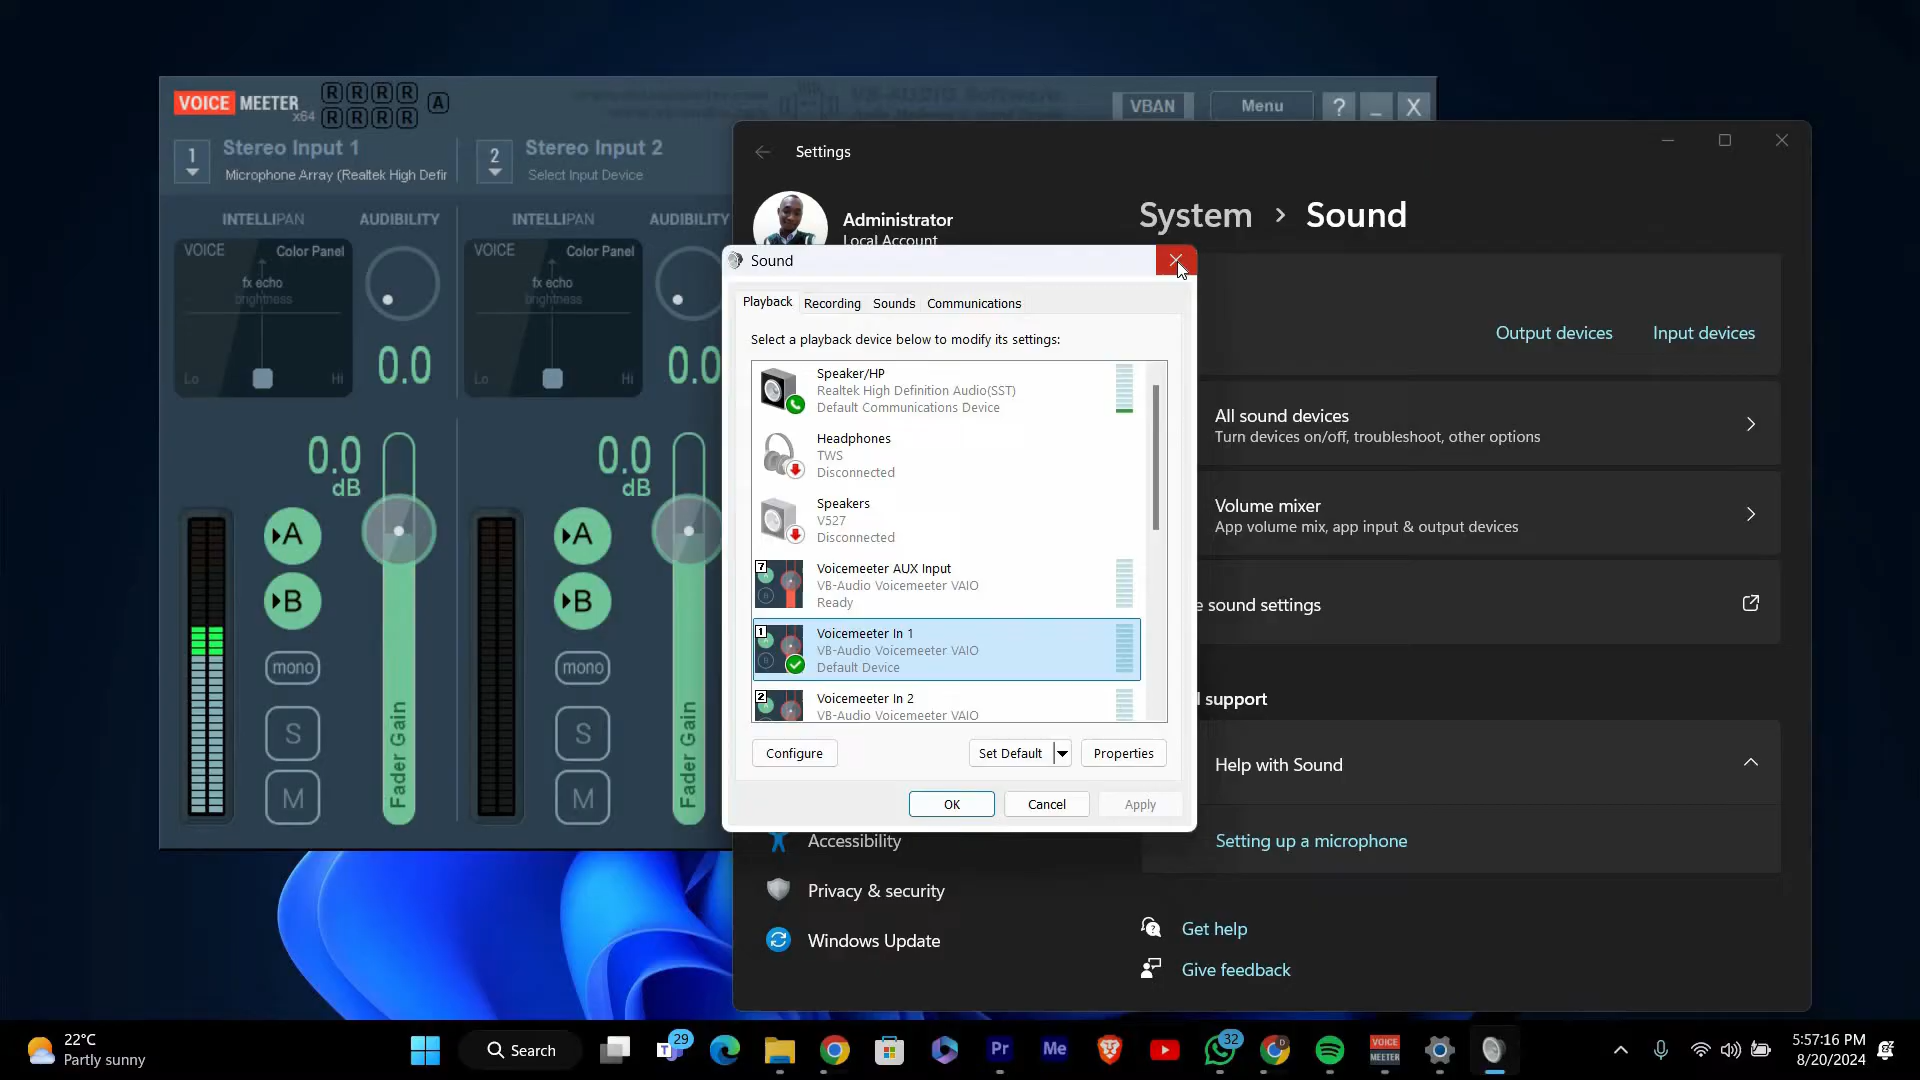 VOICE MEETER x64
R R R R A
R R R R
VBAN
Menu
?
_
X
1
Stereo Input 1
Microphone Array (Realtek High Defir
2
Stereo Input 2
Select Input Device
INTELLIPAN
AUDIBILITY
INTELLIPAN
AUDIBILITY
VOICE
Color Panel
fx echo
brightness
Lo
Hi
0.0
VOICE
Color Panel
fx echo
brightness
Lo
Hi
0.0
0.0
dB
A
B
mono
S
M
Fader Gain
0.0
dB
A
B
mono
S
M
Fader Gain
Settings
Administrator
Local Account
System > Sound
Output devices
Input devices
All sound devices
Turn devices on/off, troubleshoot, other options
Volume mixer
App volume mix, app input & output devices
e sound settings
support
Help with Sound
Setting up a microphone
Get help
Give feedback
Accessibility
Privacy & security
Windows Update
Sound
Playback
Recording
Sounds
Communications
Select a playback device below to modify its settings:
Speaker/HP
Realtek High Definition Audio(SST)
Default Communications Device
Headphones
TWS
Disconnected
Speakers
V527
Disconnected
7
Voicemeeter AUX Input
VB-Audio Voicemeeter VAIO
Ready
1
Voicemeeter In 1
VB-Audio Voicemeeter VAIO
Default Device
2
Voicemeeter In 2
VB-Audio Voicemeeter VAIO
Configure
Set Default
Properties
OK
Cancel
Apply
22°C
Partly sunny
Search
29
Pr
Me
32
D
VOICE
MEETER
5:57:16 PM
8/20/2024